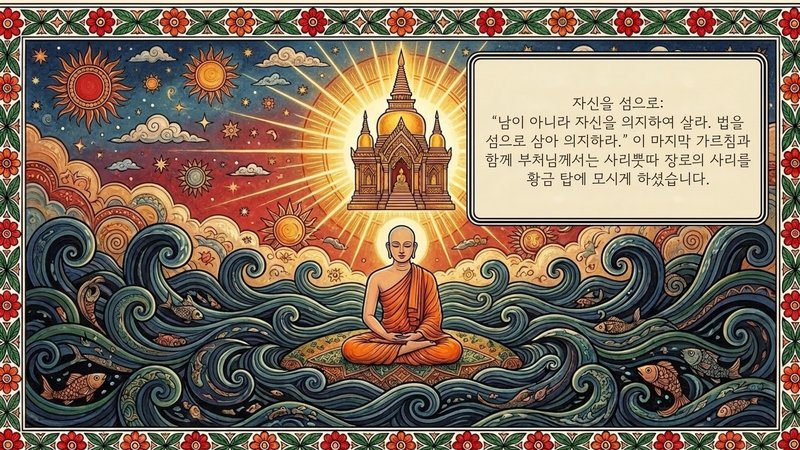 자신을 섬으로:
“남이 아니라 자신을 의지하여 살라. 법을
섬으로 삼아 의지하라.” 이 마지막 가르침과
함께 부처님께서는 사리뿟따 장로의 사리를
황금 탑에 모시게 하셨습니다.